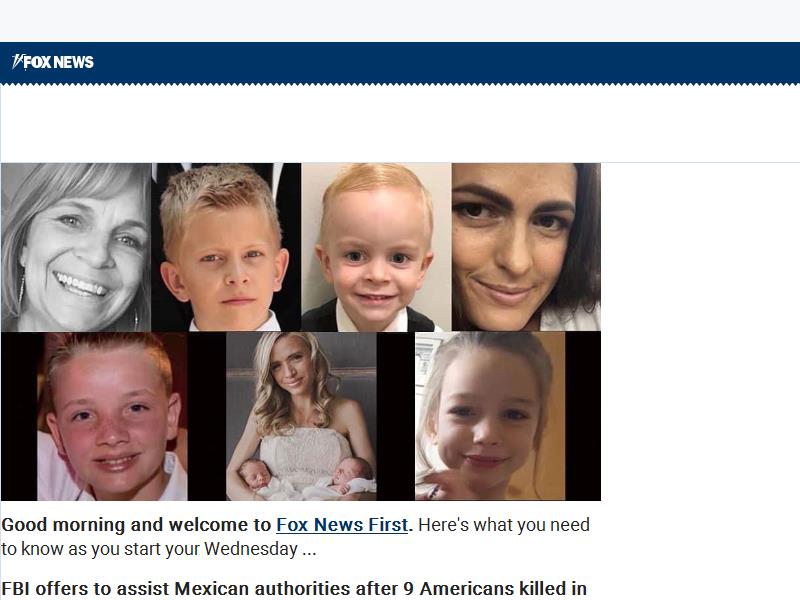 FOX NEWS
Good morning and welcome to Fox News First. Here's what you need
to know as you start your Wednesday ...
FBI offers to assist Mexican authorities after 9 Americans killed in